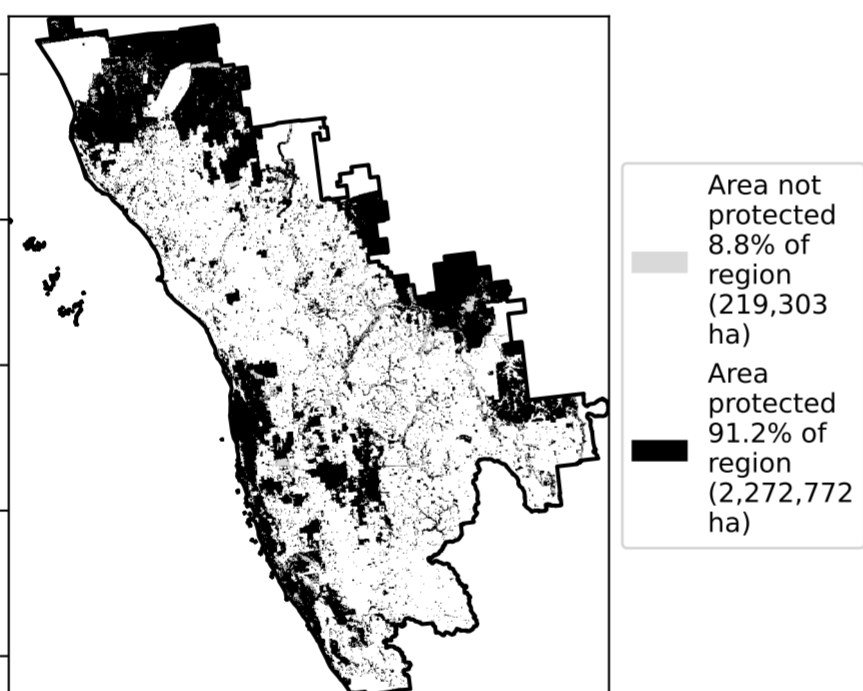 Area not
protected
8.8% of
region
(219,303
ha)
Area
protected
91.2% of
region
(2,272,772
ha)